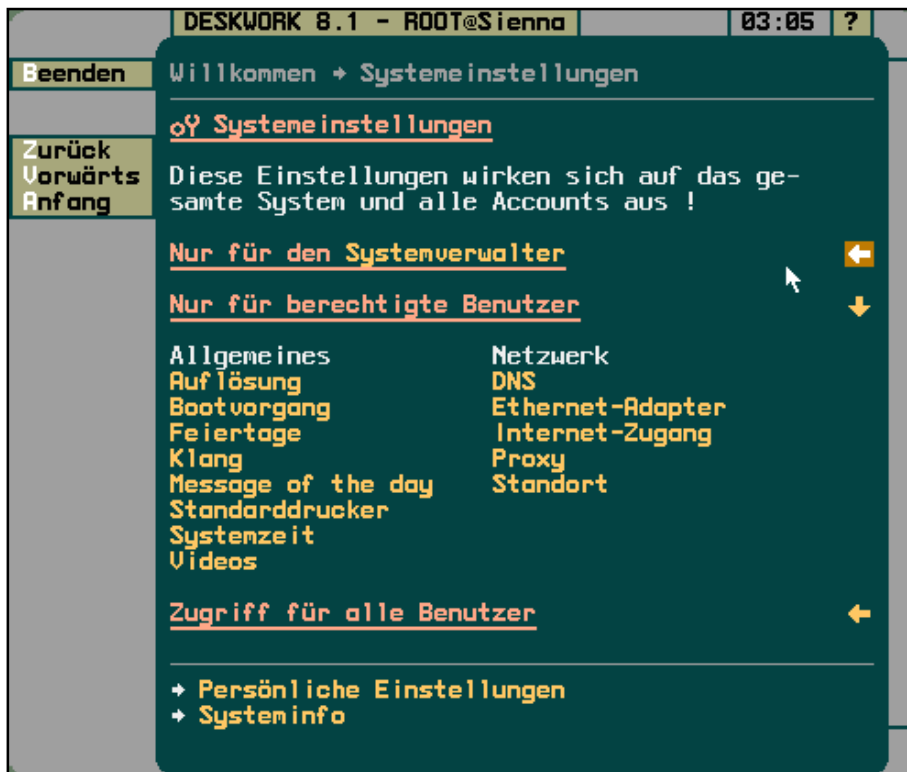 DESKWORK 8.1 - ROOT@Sienna 03:05 ?
Beenden
Zurück
Vorwärts
Anfang
Willkommen → Systemeinstellungen
Systemeinstellungen
Diese Einstellungen wirken sich auf das ge-
samte System und alle Accounts aus !
Nur für den Systemverwalter
Nur für berechtigte Benutzer
Allgemeines
Auflösung
Bootvorgang
Feiertage
Klang
Message of the day
Standarddrucker
Systemzeit
Videos
Netzwerk
DNS
Ethernet-Adapter
Internet-Zugang
Proxy
Standort
Zugriff für alle Benutzer
→ Persönliche Einstellungen
→ Systeminfo